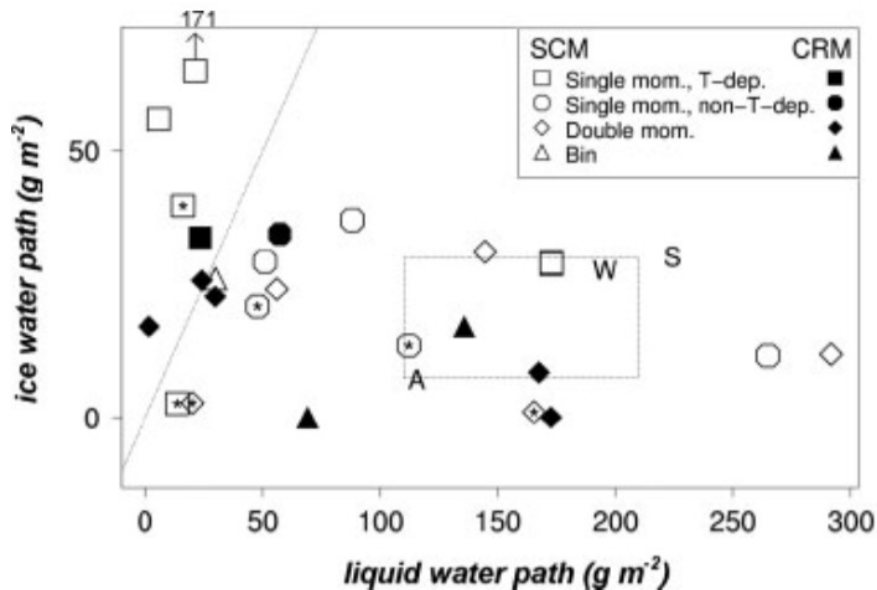 171
SCM CRM
Single mom., T-dep.
Single mom., non-T-dep.
Double mom.
Bin
50
0
ice water path (g m⁻²)
S
W
A
0 50 100 150 200 250 300
liquid water path (g m⁻²)